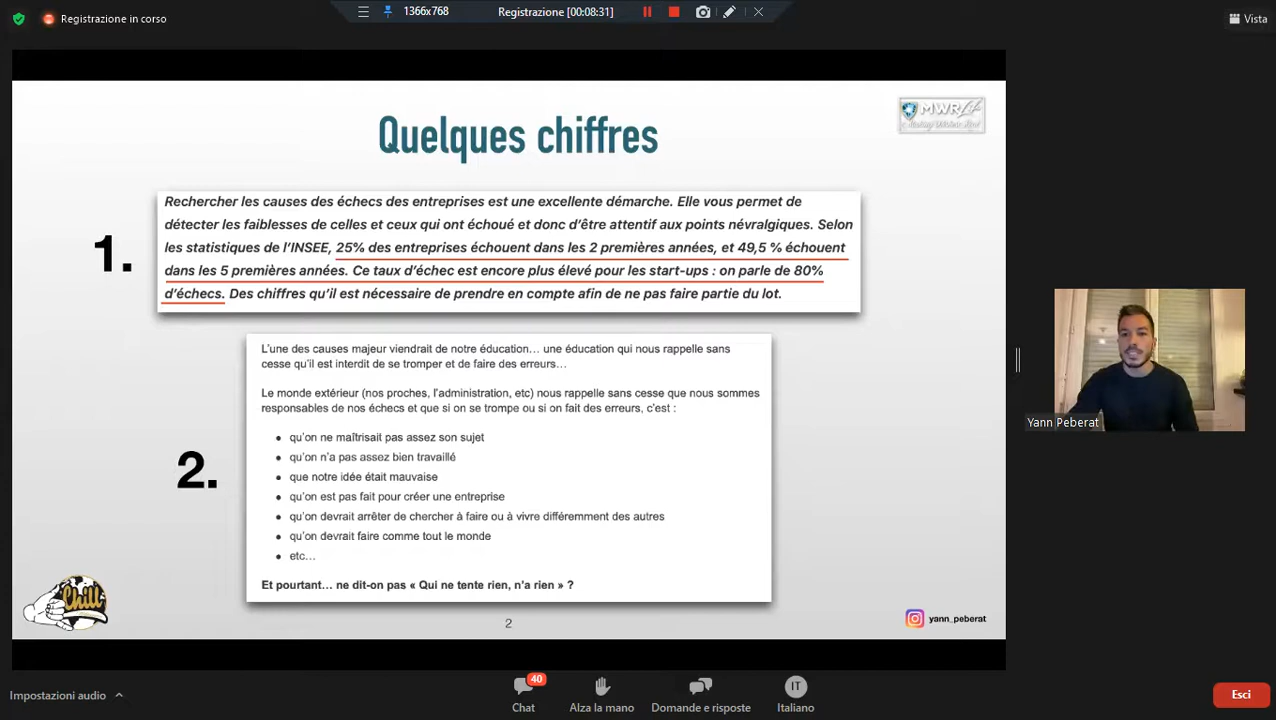 Registrazione in corso
1366x768
Registrazione [00:08:31]
Vista
Quelques chiffres
MWR Life
1.
Rechercher les causes des échecs des entreprises est une excellente démarche. Elle vous permet de
détecter les faiblesses de celles et ceux qui ont échoué et donc d'être attentif aux points névralgiques. Selon
les statistiques de l'INSEE, 25% des entreprises échouent dans les 2 premières années, et 49,5 % échouent
dans les 5 premières années. Ce taux d'échec est encore plus élevé pour les start-ups : on parle de 80%
d'échecs. Des chiffres qu'il est nécessaire de prendre en compte afin de ne pas faire partie du lot.
2.
L'une des causes majeur viendrait de notre éducation… une éducation qui nous rappelle sans
cesse qu'il est interdit de se tromper et de faire des erreurs…
Le monde extérieur (nos proches, l'administration, etc) nous rappelle sans cesse que nous sommes
responsables de nos échecs et que si on se trompe ou si on fait des erreurs, c'est :
• qu'on ne maîtrisait pas assez son sujet
• qu'on n'a pas assez bien travaillé
• que notre idée était mauvaise
• qu'on est pas fait pour créer une entreprise
• qu'on devrait arrêter de chercher à faire ou à vivre différemment des autres
• qu'on devrait faire comme tout le monde
• etc…
Et pourtant… ne dit-on pas « Qui ne tente rien, n'a rien » ?
Chill
2
yann_peberat
Yann Peberat
Impostazioni audio
40
Chat
Alza la mano
Domande e risposte
IT
Italiano
Esci